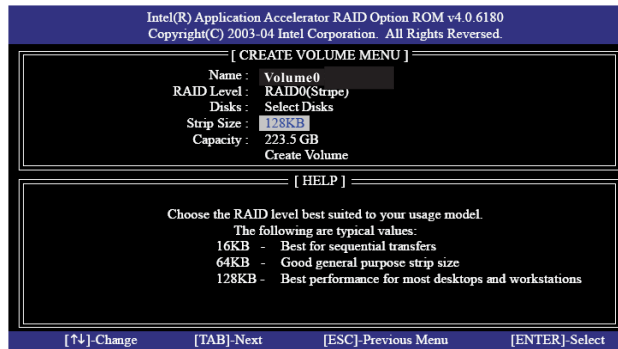 Intel(R) Application Accelerator RAID Option ROM v4.0.6180
Copyright(C) 2003-04 Intel Corporation. All Rights Reversed.
[ CREATE VOLUME MENU ]
Name : Volume0
RAID Level : RAID0(Stripe)
Disks : Select Disks
Strip Size : 128KB
Capacity : 223.5 GB
Create Volume
[ HELP ]
Choose the RAID level best suited to your usage model.
The following are typical values:
16KB - Best for sequential transfers
64KB - Good general purpose strip size
128KB - Best performance for most desktops and workstations
[↑↓]-Change [TAB]-Next [ESC]-Previous Menu [ENTER]-Select